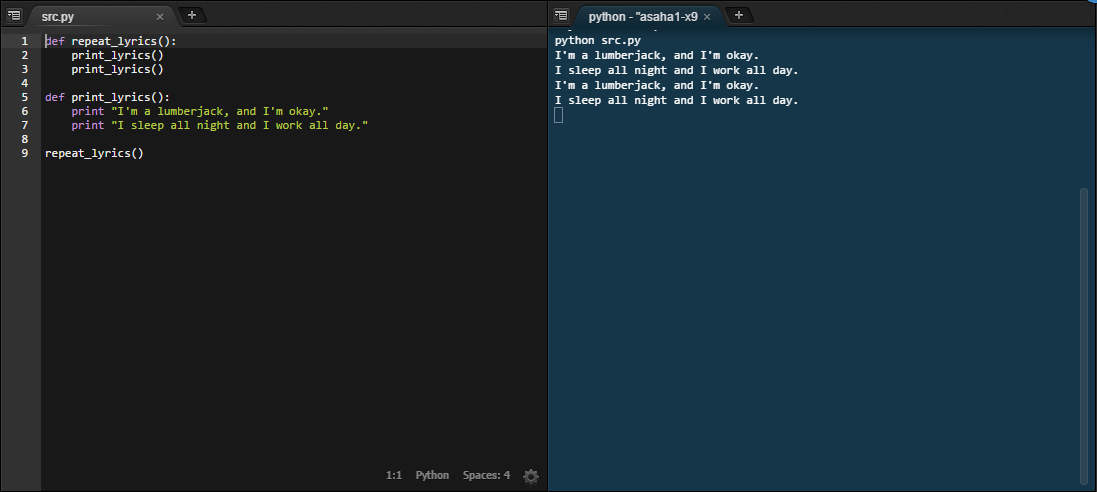 src.py ×
+
1 def repeat_lyrics():
2     print_lyrics()
3     print_lyrics()
4
5 def print_lyrics():
6     print "I'm a lumberjack, and I'm okay."
7     print "I sleep all night and I work all day."
8
9 repeat_lyrics()
1:1 Python Spaces: 4
python - "asaha1-x9 ×
+
python src.py
I'm a lumberjack, and I'm okay.
I sleep all night and I work all day.
I'm a lumberjack, and I'm okay.
I sleep all night and I work all day.